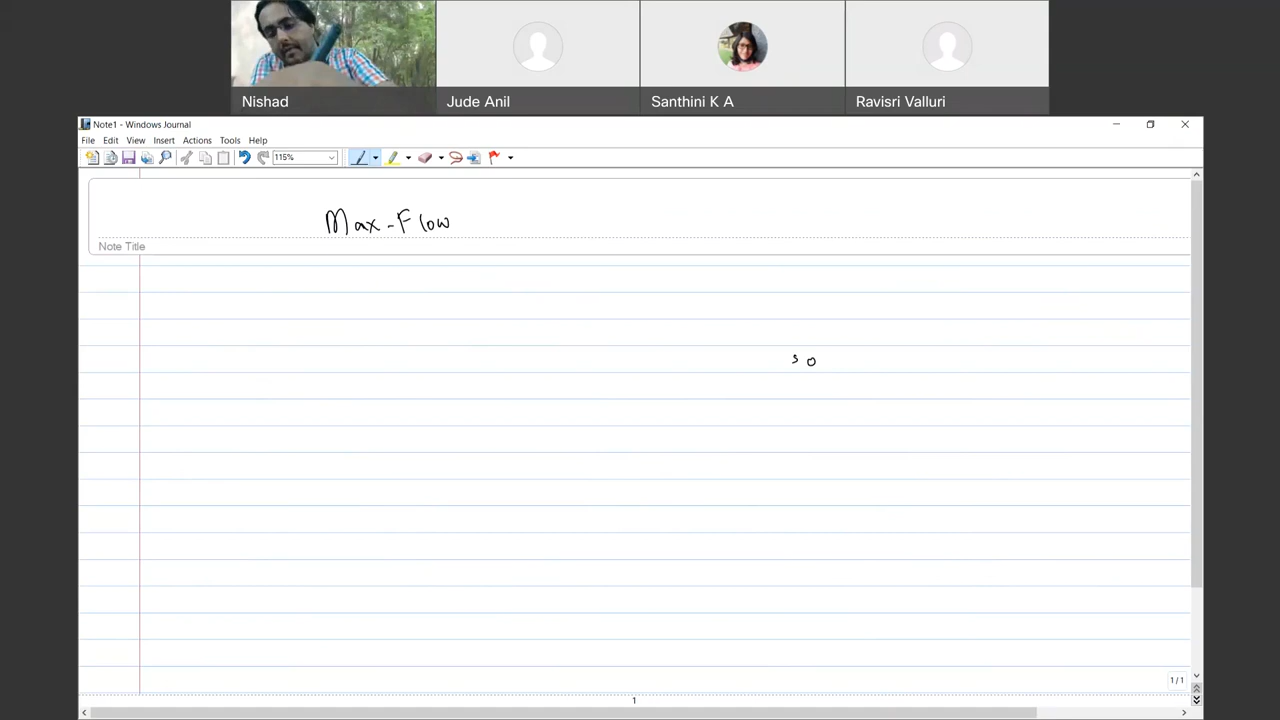 Nishad
Jude Anil
Santhini K A
Ravisri Valluri
Note1 - Windows Journal
File Edit View Insert Actions Tools Help
115%
Max-Flow
Note Title
s o
1/1
1